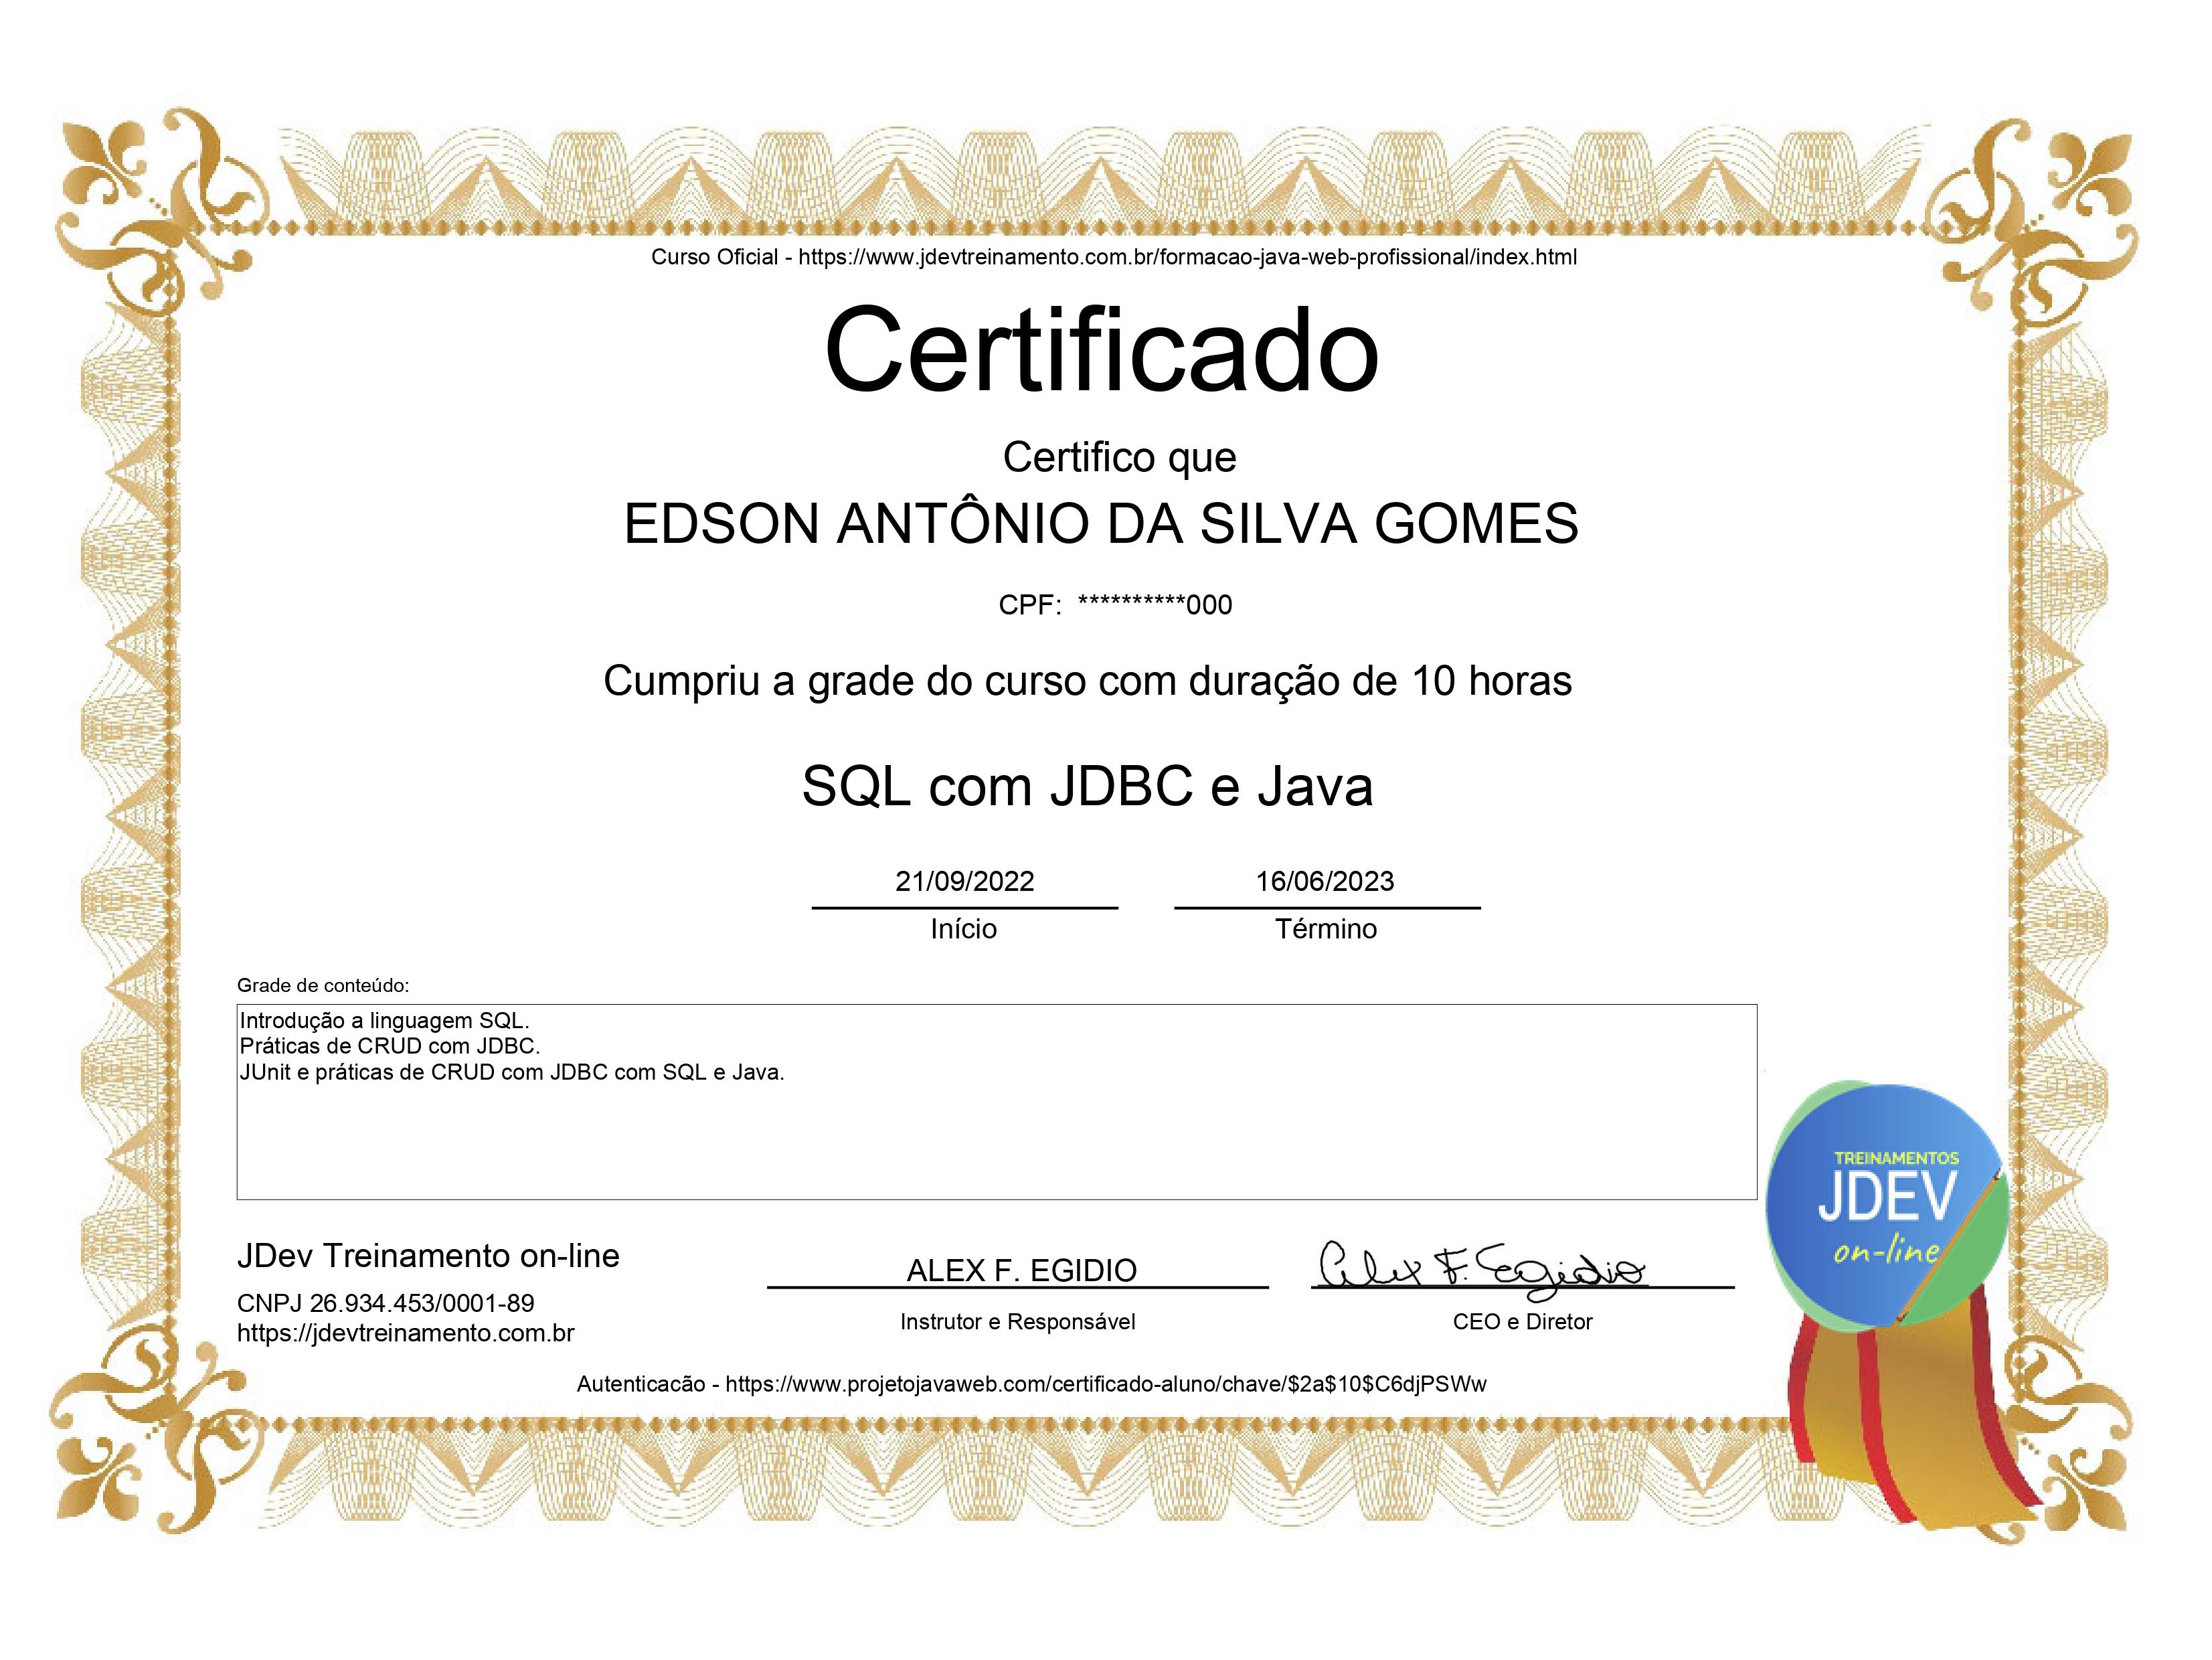 Curso Oficial - https://www.jdevtreinamento.com.br/formacao-java-web-profissional/index.html
Certificado
Certifico que
EDSON ANTÔNIO DA SILVA GOMES
CPF: **********000
Cumpriu a grade do curso com duração de 10 horas
SQL com JDBC e Java
21/09/2022 16/06/2023
Início Término
Grade de conteúdo:
Introdução a linguagem SQL.
Práticas de CRUD com JDBC.
JUnit e práticas de CRUD com JDBC com SQL e Java.
TREINAMENTOS
JDEV
on-line
JDev Treinamento on-line
CNPJ 26.934.453/0001-89
https://jdevtreinamento.com.br
ALEX F. EGIDIO
Instrutor e Responsável
Alex F. Egidio
CEO e Diretor
Autenticacão - https://www.projetojavaweb.com/certificado-aluno/chave/$2a$10$C6djPSWw